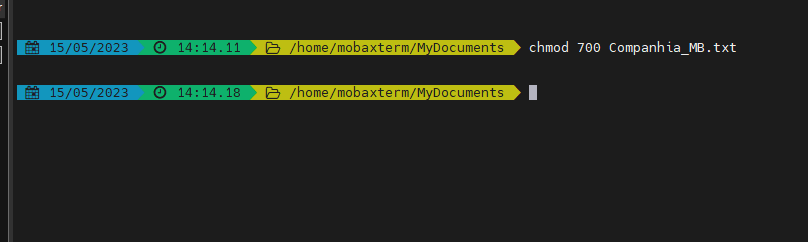 15/05/2023 14:14.11 /home/mobaxterm/MyDocuments chmod 700 Companhia_MB.txt
15/05/2023 14:14.18 /home/mobaxterm/MyDocuments